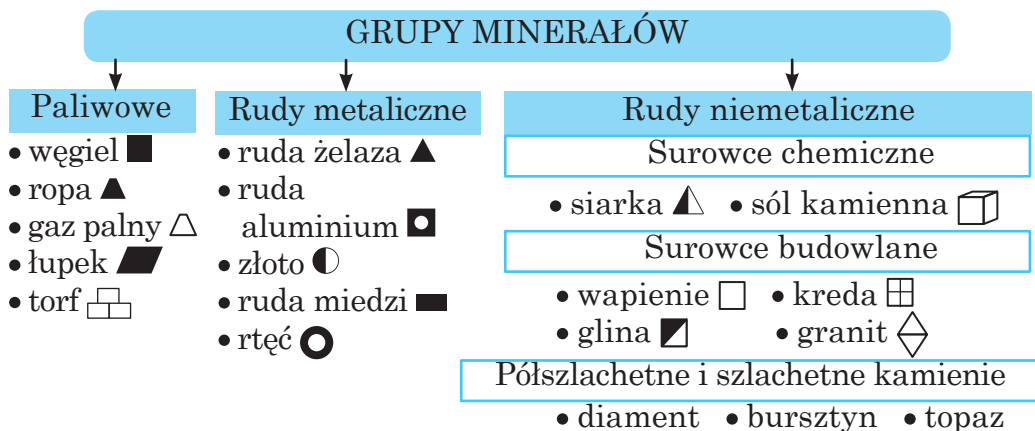 GRUPY MINERAŁÓW
Paliwowe
• węgiel
• ropa
• gaz palny
• łupek
• torf
Rudy metaliczne
• ruda żelaza
• ruda
aluminium
• złoto
• ruda miedzi
• rtęć
Rudy niemetaliczne
Surowce chemiczne
• siarka • sól kamienna
Surowce budowlane
• wapienie • kreda
• glina • granit
Półszlachetne i szlachetne kamienie
• diament • bursztyn • topaz